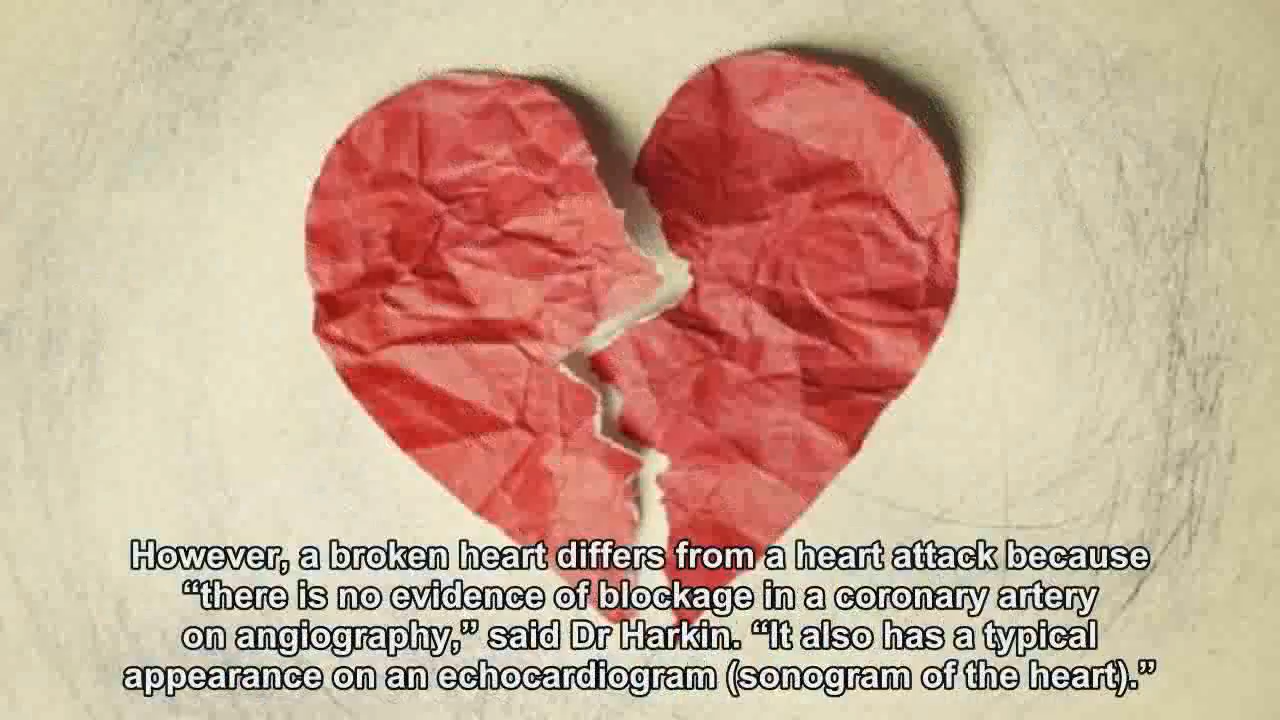 However, a broken heart differs from a heart attack because
“there is no evidence of blockage in a coronary artery
on angiography,” said Dr Harkin. “It also has a typical
appearance on an echocardiogram (sonogram of the heart).”